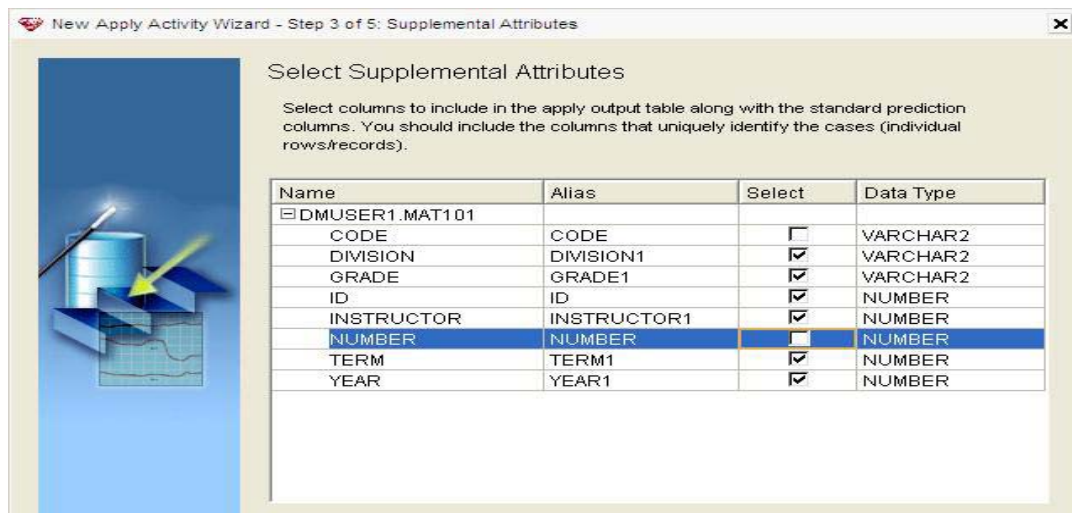 New Apply Activity Wizard - Step 3 of 5: Supplemental Attributes
Select Supplemental Attributes
Select columns to include in the apply output table along with the standard prediction
columns. You should include the columns that uniquely identify the cases (individual
rows/records).
Name Alias Select Data Type
DMUSER1.MAT101
CODE CODE VARCHAR2
DIVISION DIVISION1 VARCHAR2
GRADE GRADE1 VARCHAR2
ID ID NUMBER
INSTRUCTOR INSTRUCTOR1 NUMBER
NUMBER NUMBER NUMBER
TERM TERM1 NUMBER
YEAR YEAR1 NUMBER